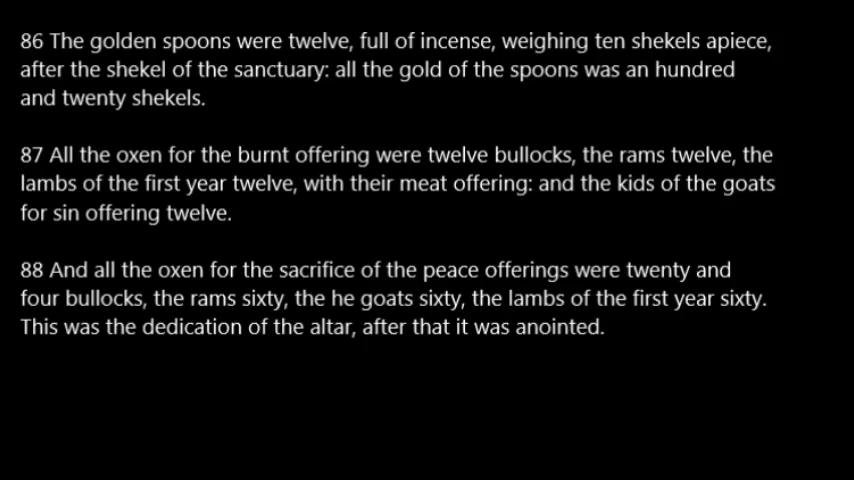 86 The golden spoons were twelve, full of incense, weighing ten shekels apiece,
after the shekel of the sanctuary: all the gold of the spoons was an hundred
and twenty shekels.
87 All the oxen for the burnt offering were twelve bullocks, the rams twelve, the
lambs of the first year twelve, with their meat offering: and the kids of the goats
for sin offering twelve.
88 And all the oxen for the sacrifice of the peace offerings were twenty and
four bullocks, the rams sixty, the he goats sixty, the lambs of the first year sixty.
This was the dedication of the altar, after that it was anointed.